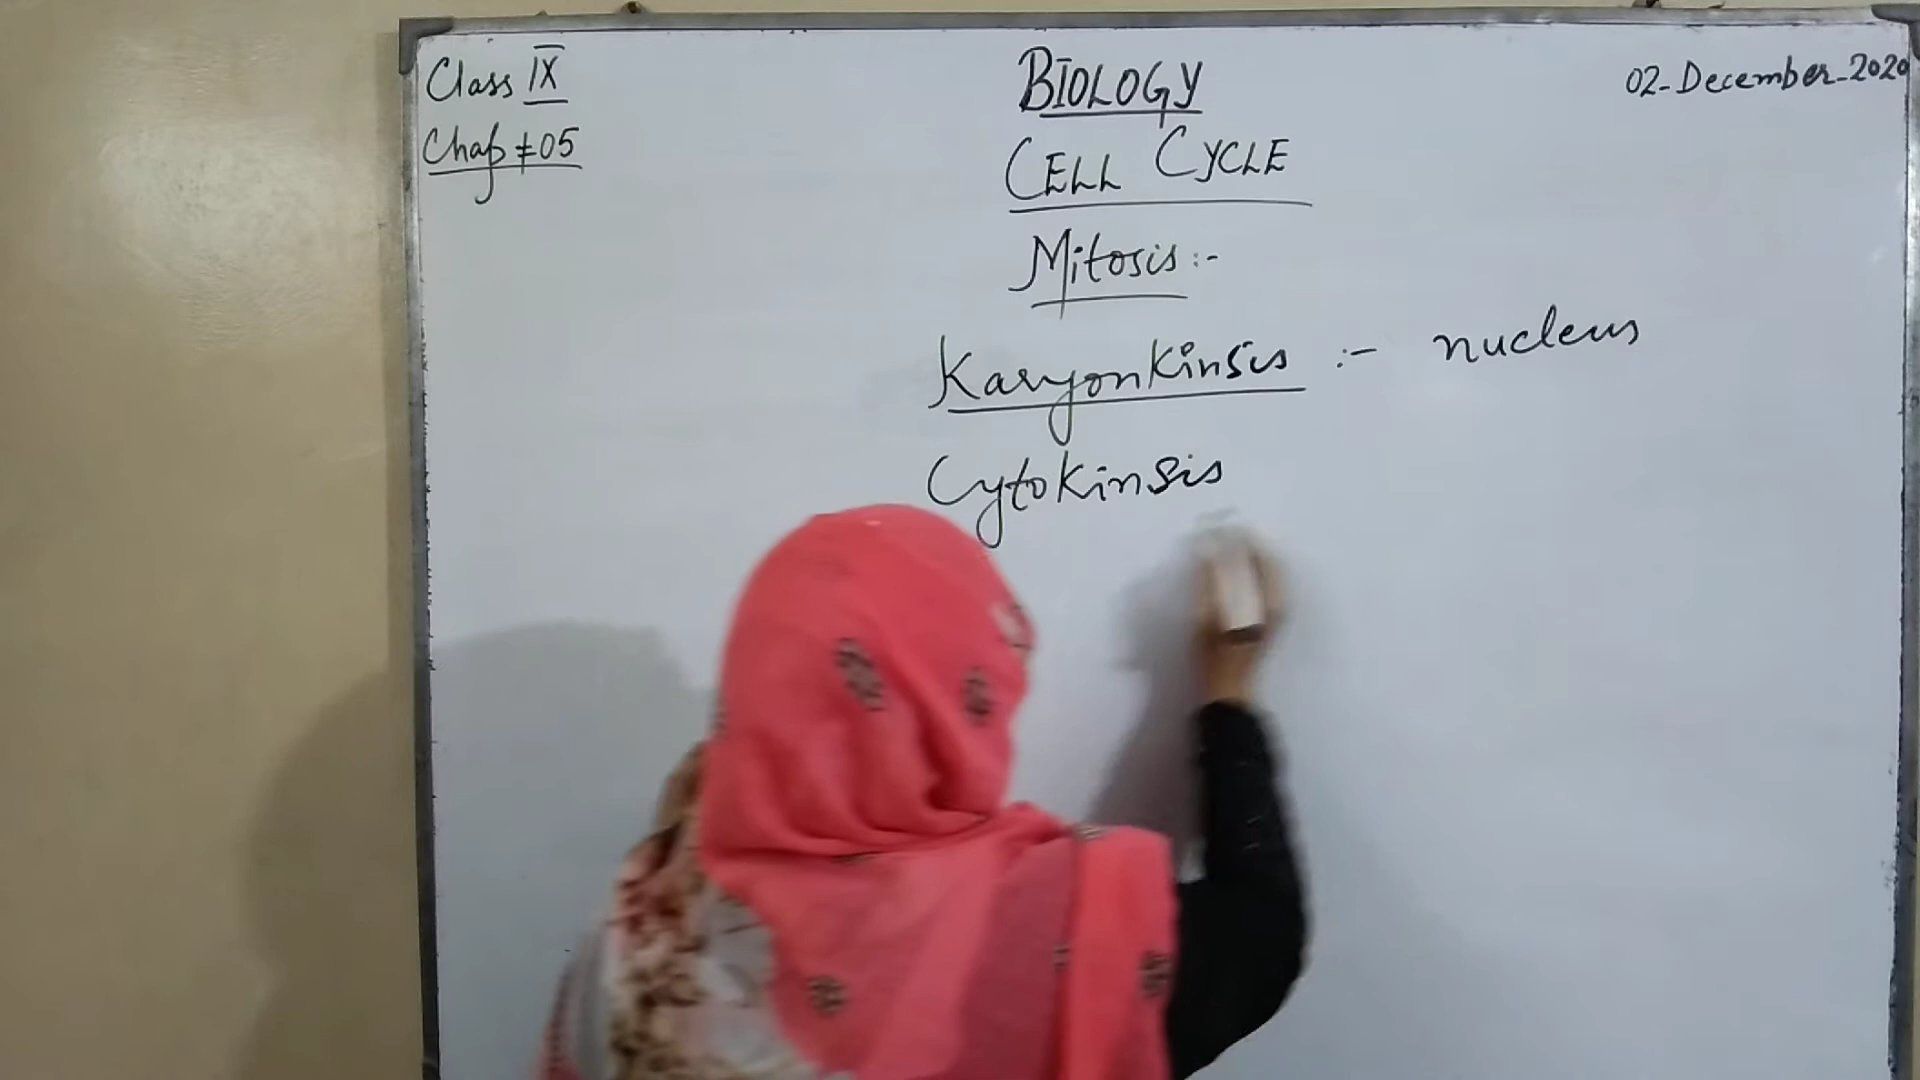 Class IX
Chap # 05
BIOLOGY
02-December-2020
CELL CYCLE
Mitosis:-
Karyonkinsis :- nucleus
Cytokinsis